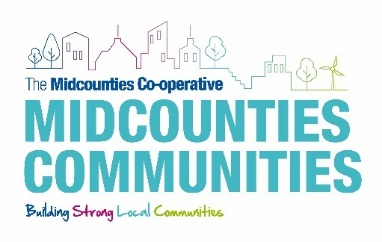 The Midcounties Co-operative
MIDCOUNTIES
COMMUNITIES
Building Strong Local Communities